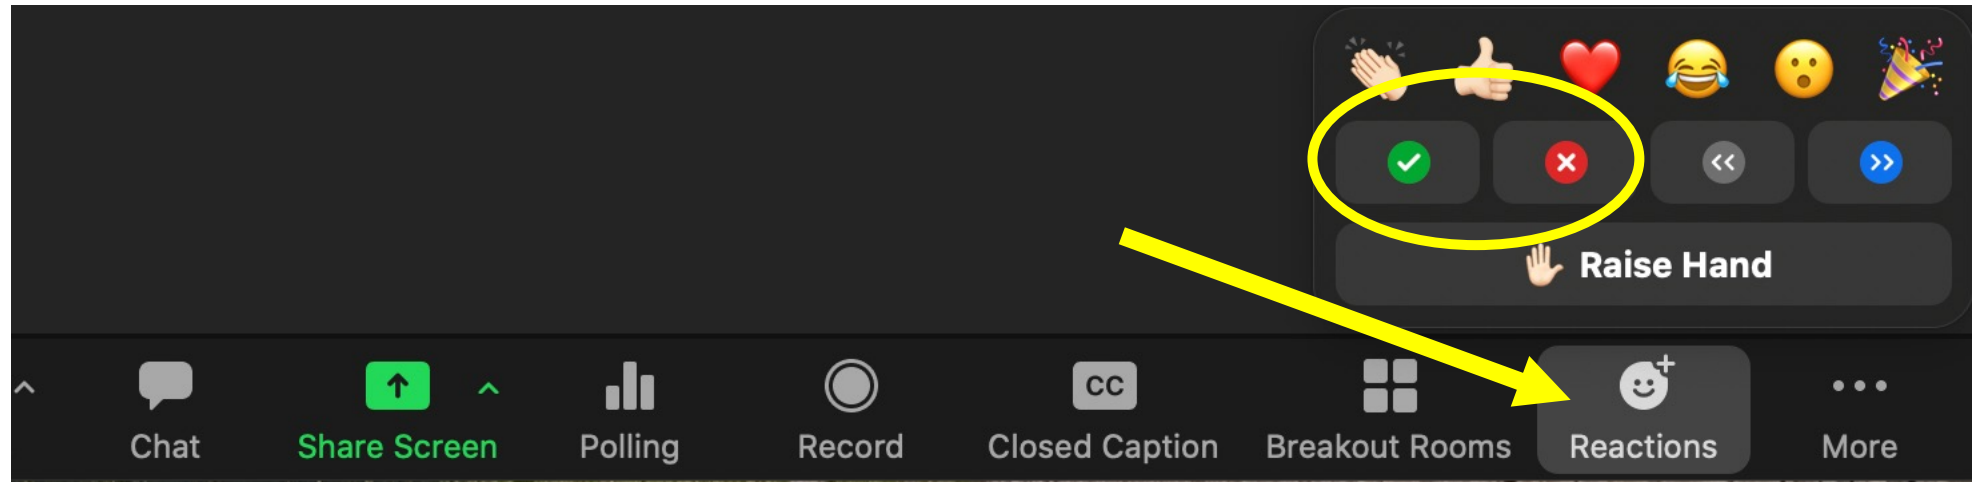 Raise Hand
CC
Chat
Share Screen
Polling
Record
Closed Caption
Breakout Rooms
Reactions
More